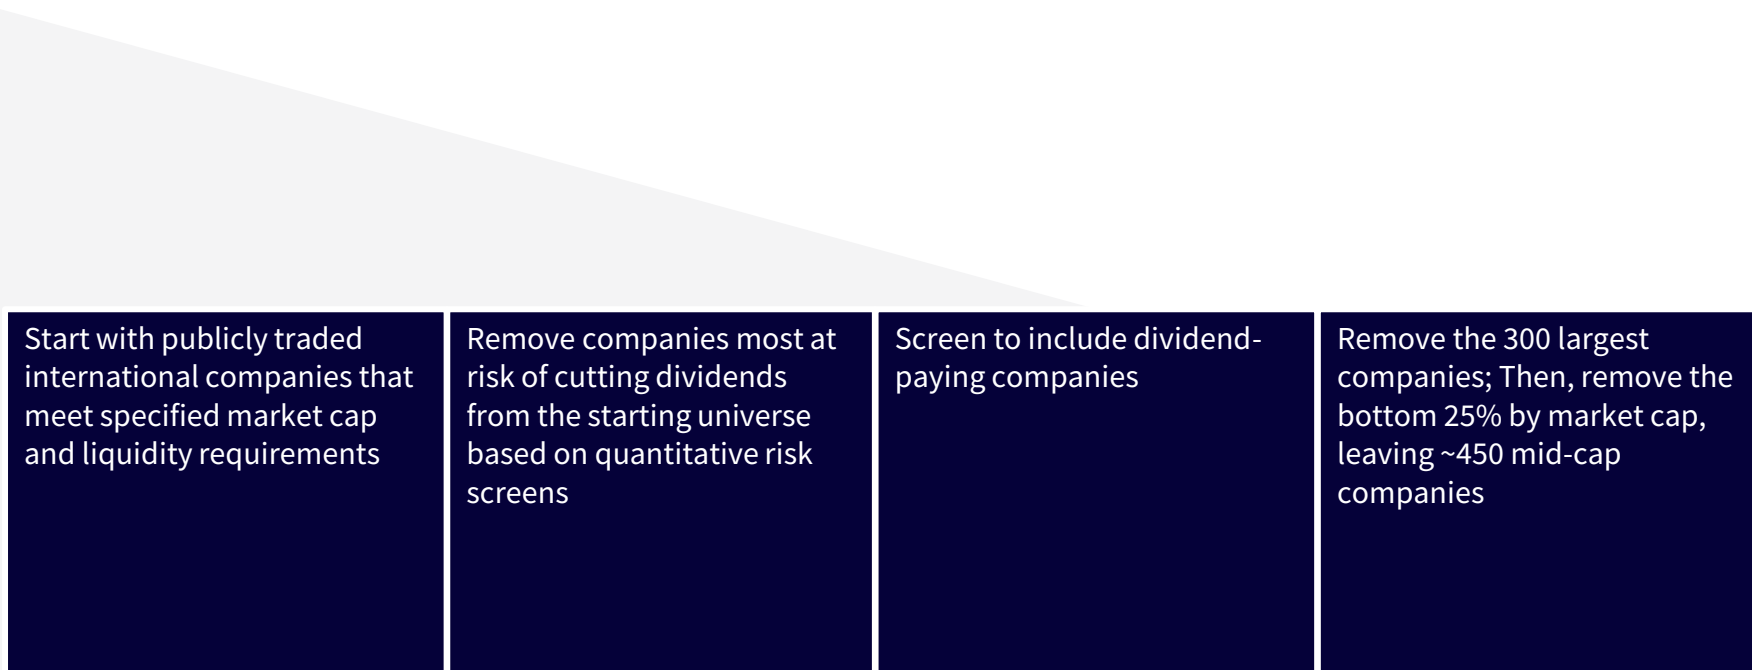 Start with publicly traded
international companies that
meet specified market cap
and liquidity requirements
Remove companies most at
risk of cutting dividends
from the starting universe
based on quantitative risk
screens
Screen to include dividend-
paying companies
Remove the 300 largest
companies; Then, remove the
bottom 25% by market cap,
leaving ~450 mid-cap
companies